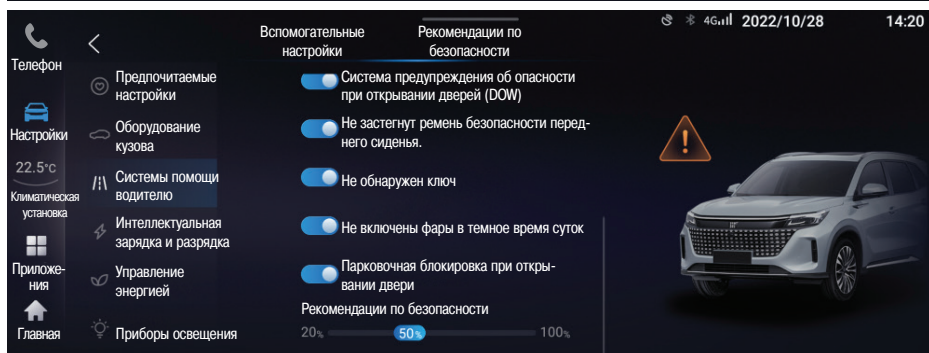 4G 2022/10/28 14:20
Телефон
Настройки
22.5°C
Климатическая
установка
Приложе-
ния
Главная
Предпочитаемые
настройки
Оборудование
кузова
Системы помощи
водителю
Интеллектуальная
зарядка и разрядка
Управление
энергией
Приборы освещения
Вспомогательные
настройки
Рекомендации по
безопасности
Система предупреждения об опасности
при открывании дверей (DOW)
Не застегнут ремень безопасности перед-
него сиденья.
Не обнаружен ключ
Не включены фары в темное время суток
Парковочная блокировка при откры-
вании двери
Рекомендации по безопасности
20% 50% 100%